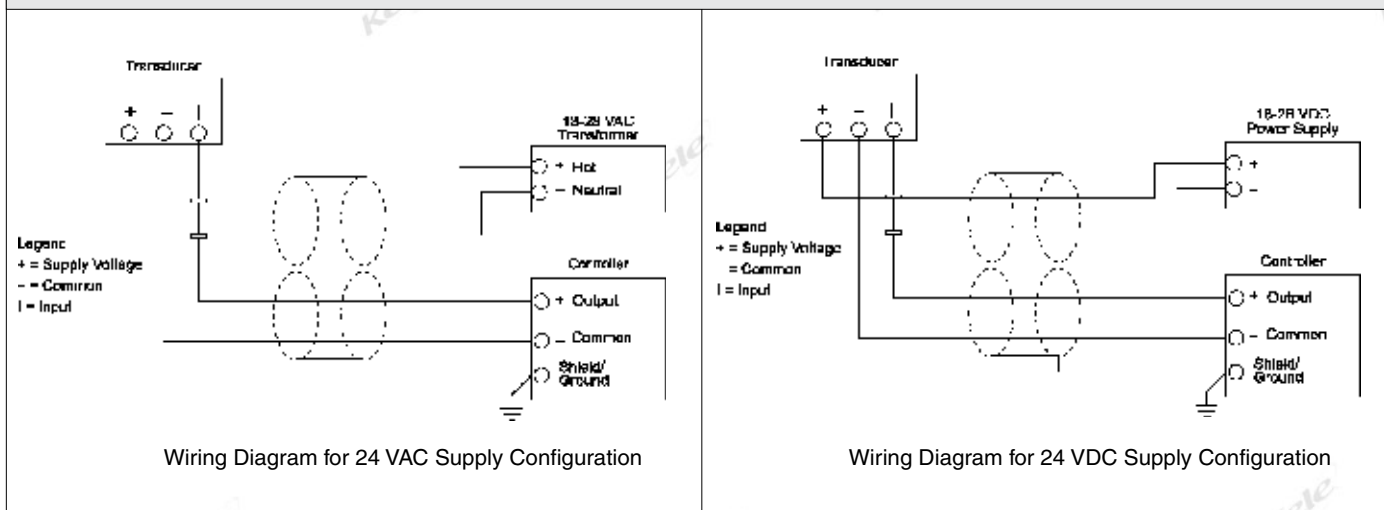 Transducer
+ – I
18-28 VAC
Transformer
+ Hot
– Neutral
Legend
+ = Supply Voltage
– = Common
I = Input
Controller
+ Output
– Common
Shield/
Ground
Wiring Diagram for 24 VAC Supply Configuration
Transducer
+ – I
18-28 VDC
Power Supply
+
–
Legend
+ = Supply Voltage
= Common
I = Input
Controller
+ Output
– Common
Shield/
Ground
Wiring Diagram for 24 VDC Supply Configuration